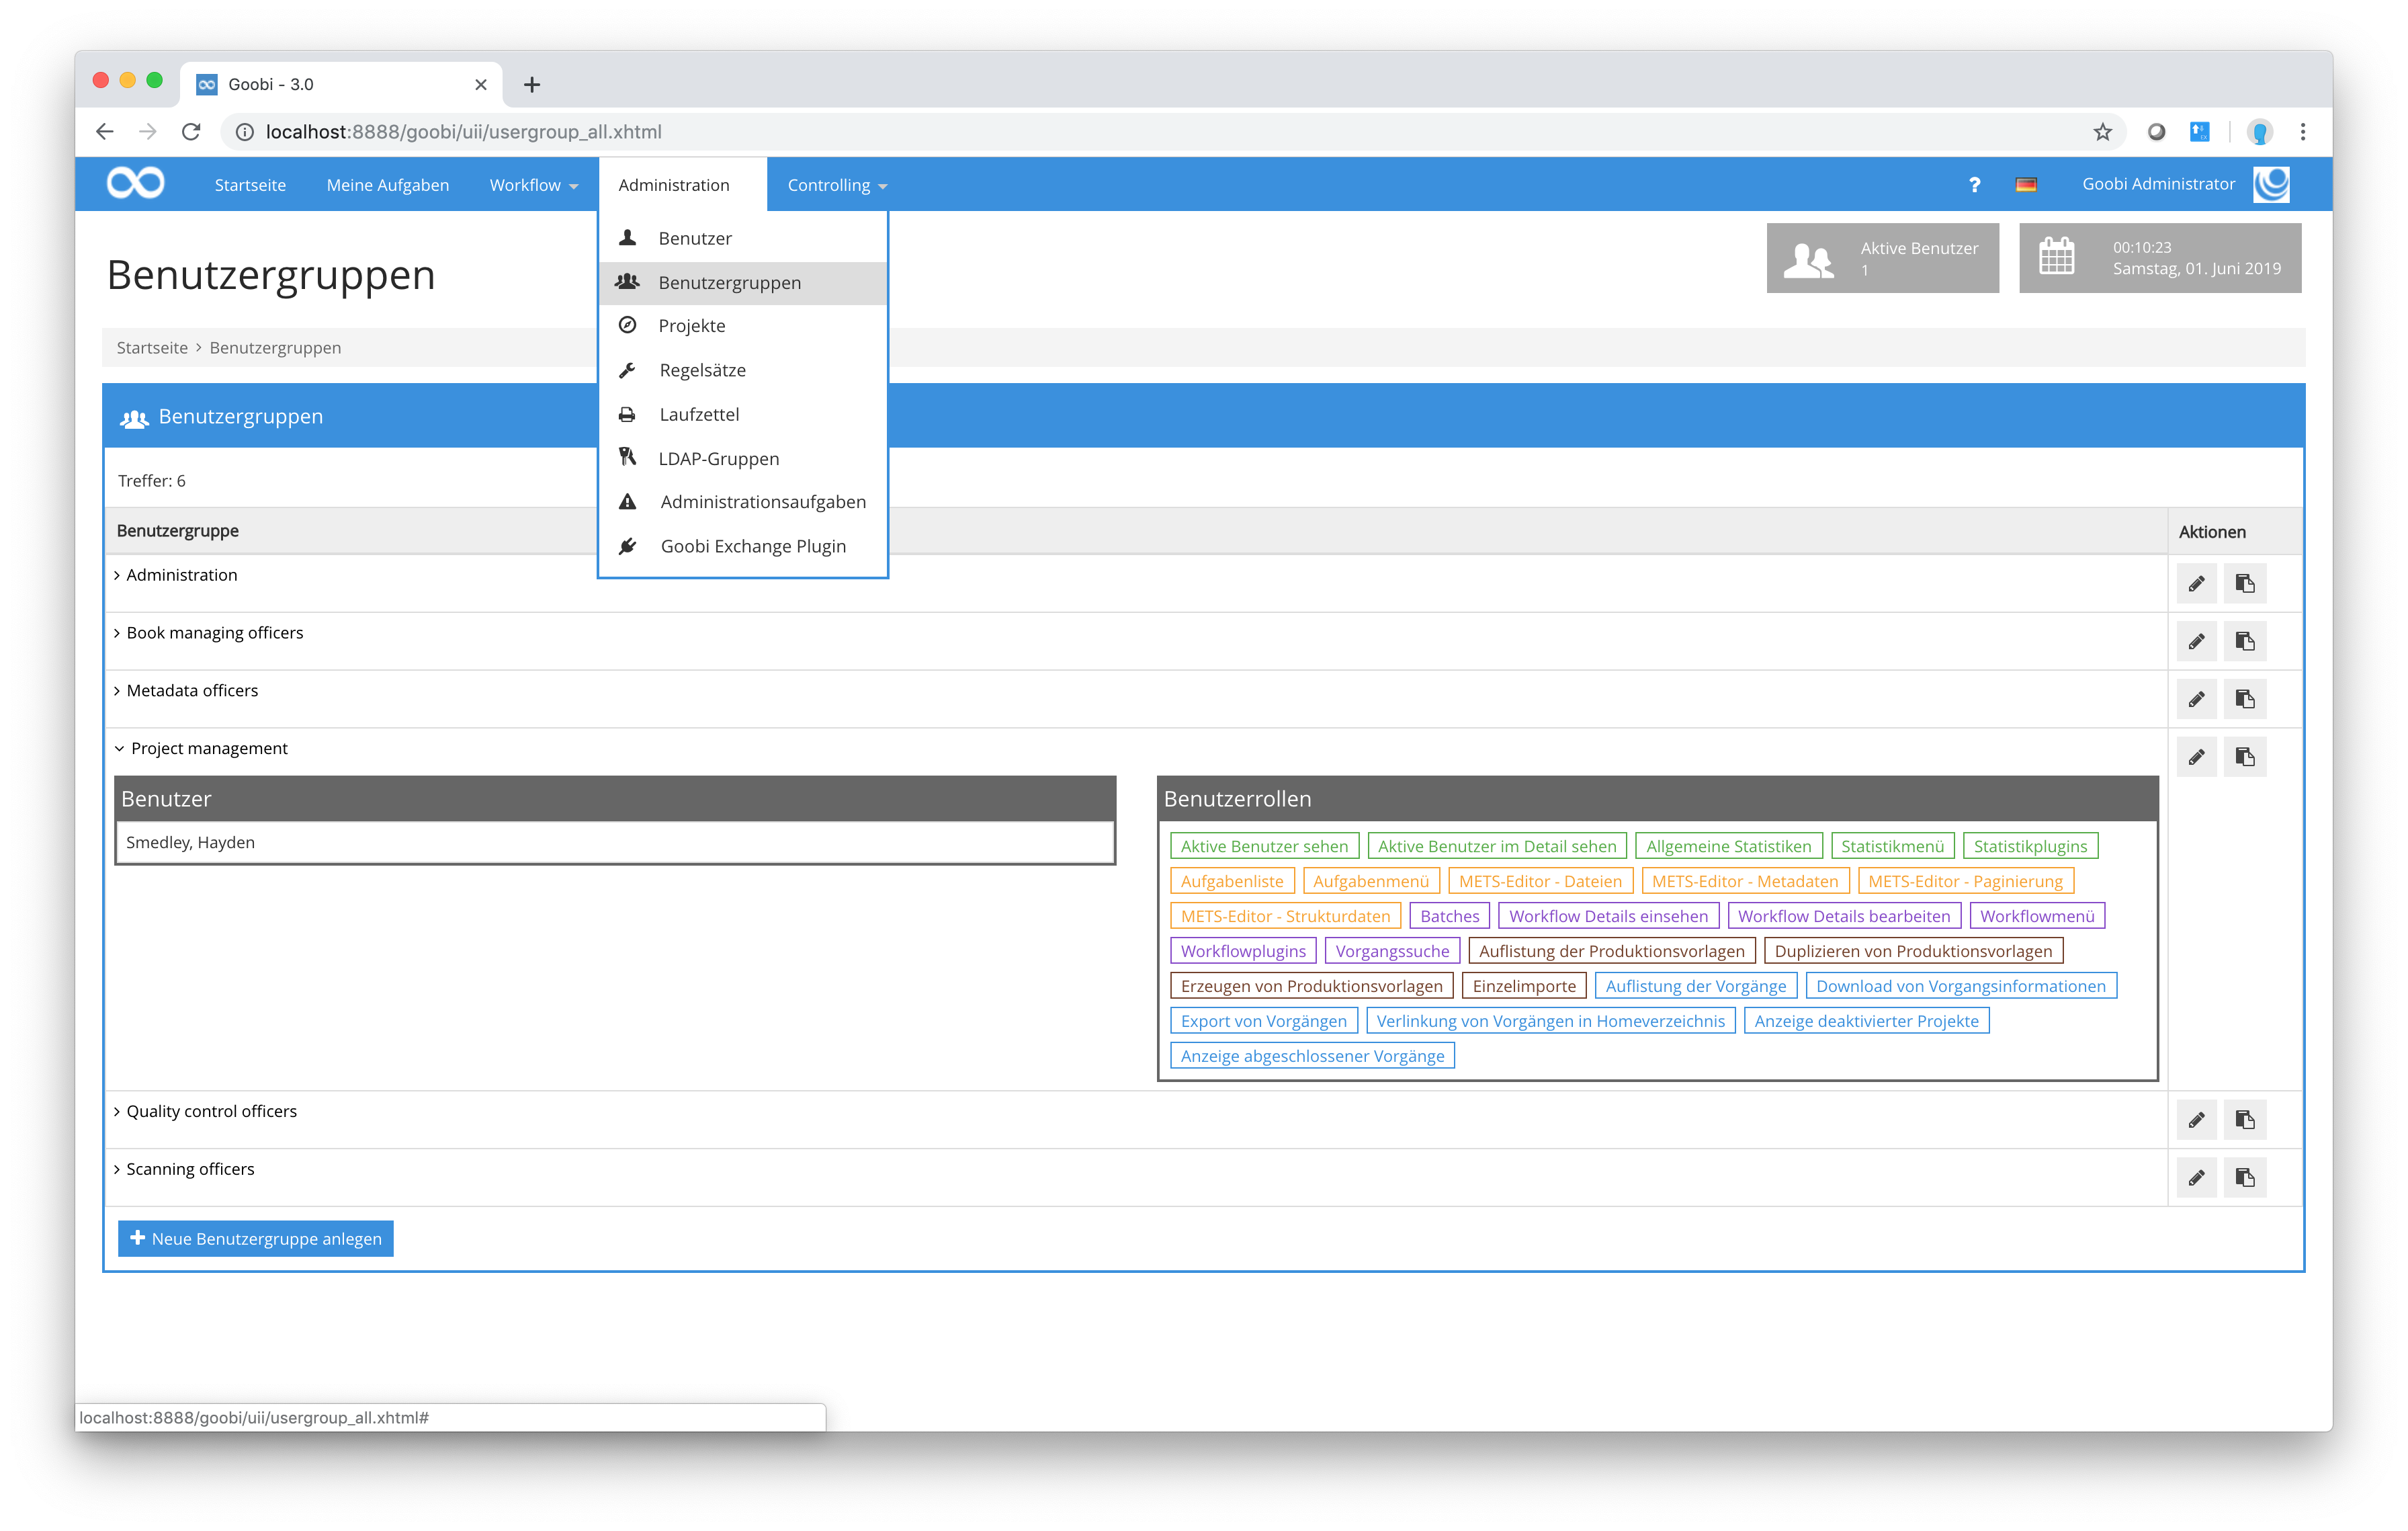 Goobi - 3.0
localhost:8888/goobi/uii/usergroup_all.xhtml
Startseite Meine Aufgaben Workflow Administration Controlling ? Goobi Administrator
Benutzer
Benutzergruppen
Projekte
Regelsätze
Laufzettel
LDAP-Gruppen
Administrationsaufgaben
Goobi Exchange Plugin
Benutzergruppen
Aktive Benutzer
1
00:10:23
Samstag, 01. Juni 2019
Startseite > Benutzergruppen
Benutzergruppen
Treffer: 6
Benutzergruppe Aktionen
Administration
Book managing officers
Metadata officers
Project management
Benutzer
Smedley, Hayden
Benutzerrollen
Aktive Benutzer sehen Aktive Benutzer im Detail sehen Allgemeine Statistiken Statistikmenü Statistikplugins
Aufgabenliste Aufgabenmenü METS-Editor - Dateien METS-Editor - Metadaten METS-Editor - Paginierung
METS-Editor - Strukturdaten Batches Workflow Details einsehen Workflow Details bearbeiten Workflowmenü
Workflowplugins Vorgangssuche Auflistung der Produktionsvorlagen Duplizieren von Produktionsvorlagen
Erzeugen von Produktionsvorlagen Einzelimporte Auflistung der Vorgänge Download von Vorgangsinformationen
Export von Vorgängen Verlinkung von Vorgängen in Homeverzeichnis Anzeige deaktivierter Projekte
Anzeige abgeschlossener Vorgänge
Quality control officers
Scanning officers
Neue Benutzergruppe anlegen
localhost:8888/goobi/uii/usergroup_all.xhtml#